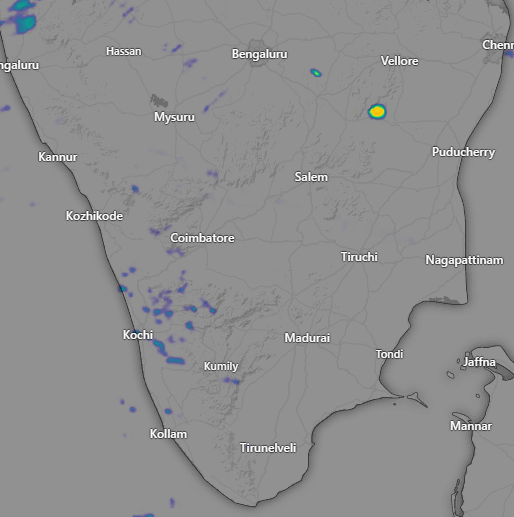 Hassan
Bengaluru
Chenn
ngaluru
Vellore
Mysuru
Kannur
Puducherry
Salem
Kozhikode
Coimbatore
Tiruchi
Nagapattinam
Kochi
Madurai
Tondi
Kumily
Jaffna
Mannar
Kollam
Tirunelveli